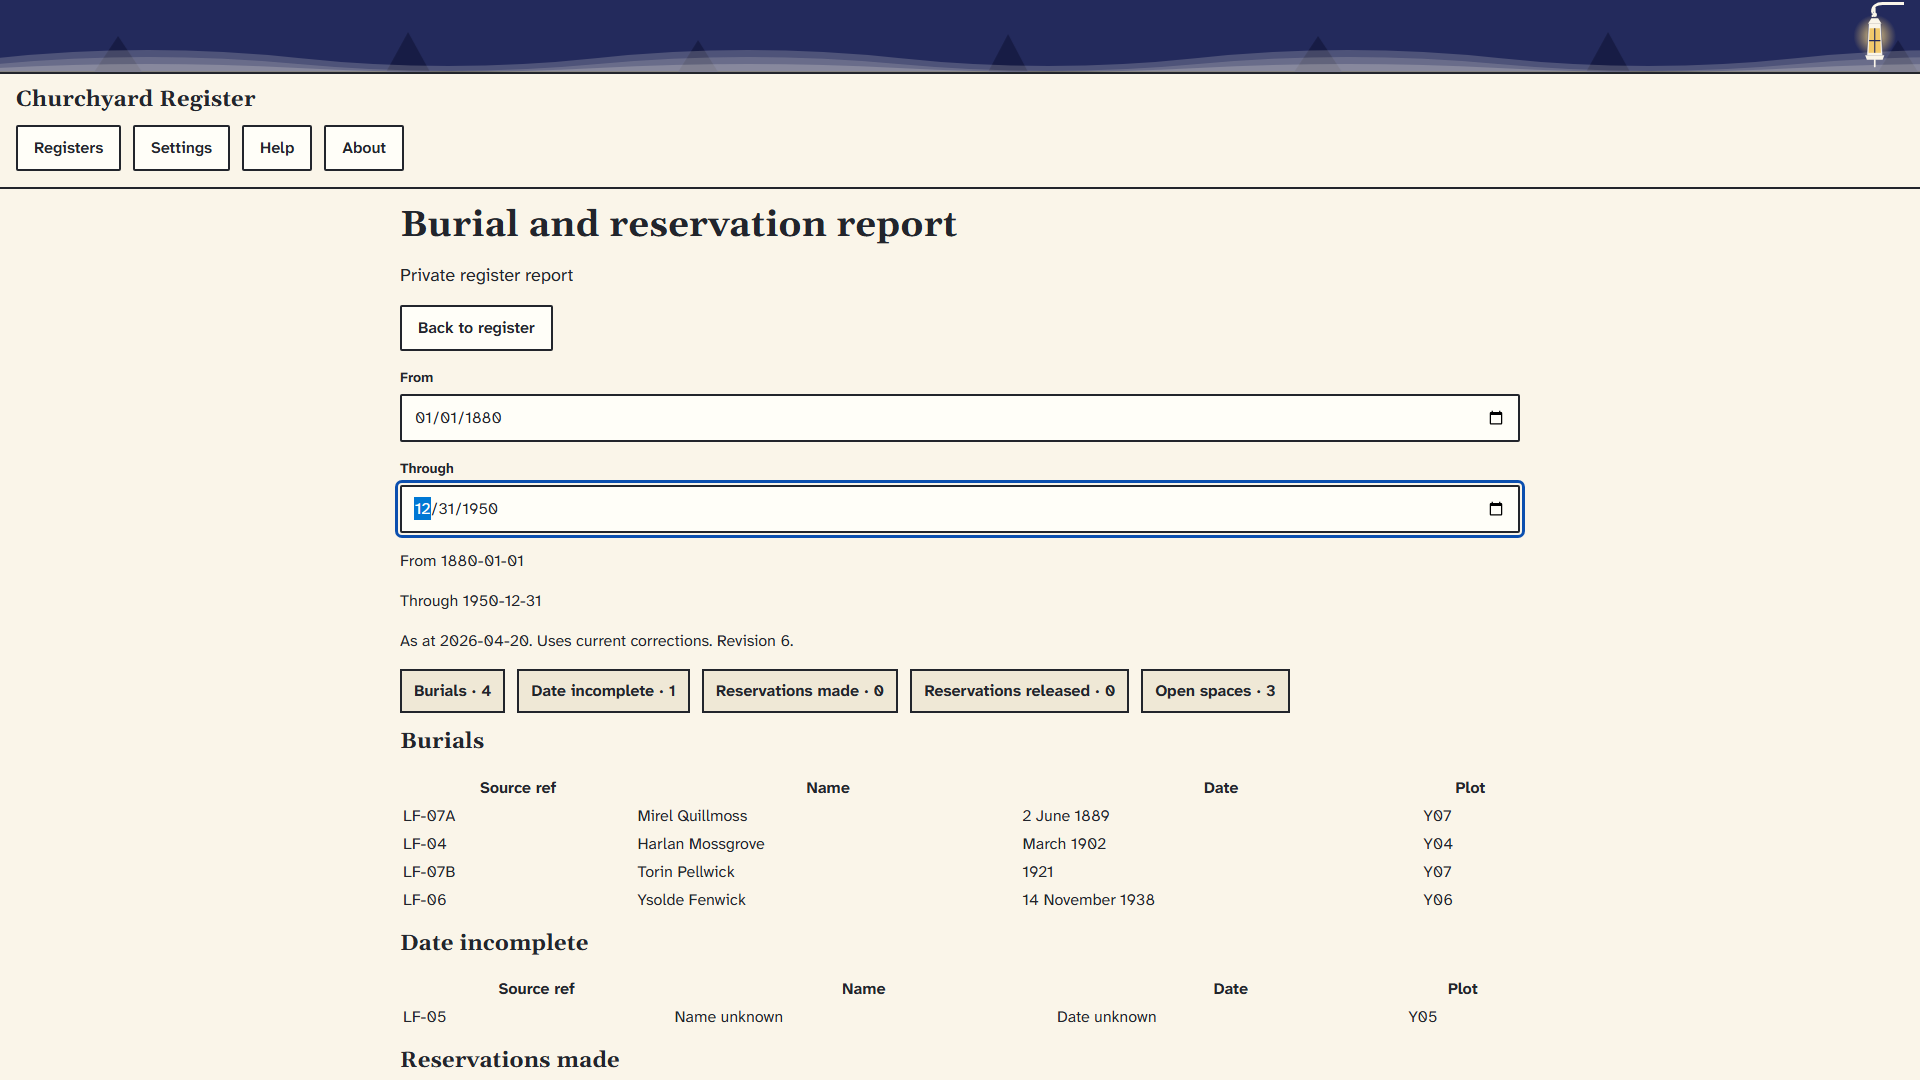 Churchyard Register
Registers Settings Help About
Burial and reservation report
Private register report
Back to register
From
01/01/1880
Through
12/31/1950
From 1880-01-01
Through 1950-12-31
As at 2026-04-20. Uses current corrections. Revision 6.
Burials · 4 Date incomplete · 1 Reservations made · 0 Reservations released · 0 Open spaces · 3
Burials
Source ref Name Date Plot
LF-07A Mirel Quillmoss 2 June 1889 Y07
LF-04 Harlan Mossgrove March 1902 Y04
LF-07B Torin Pellwick 1921 Y07
LF-06 Ysolde Fenwick 14 November 1938 Y06
Date incomplete
Source ref Name Date Plot
LF-05 Name unknown Date unknown Y05
Reservations made